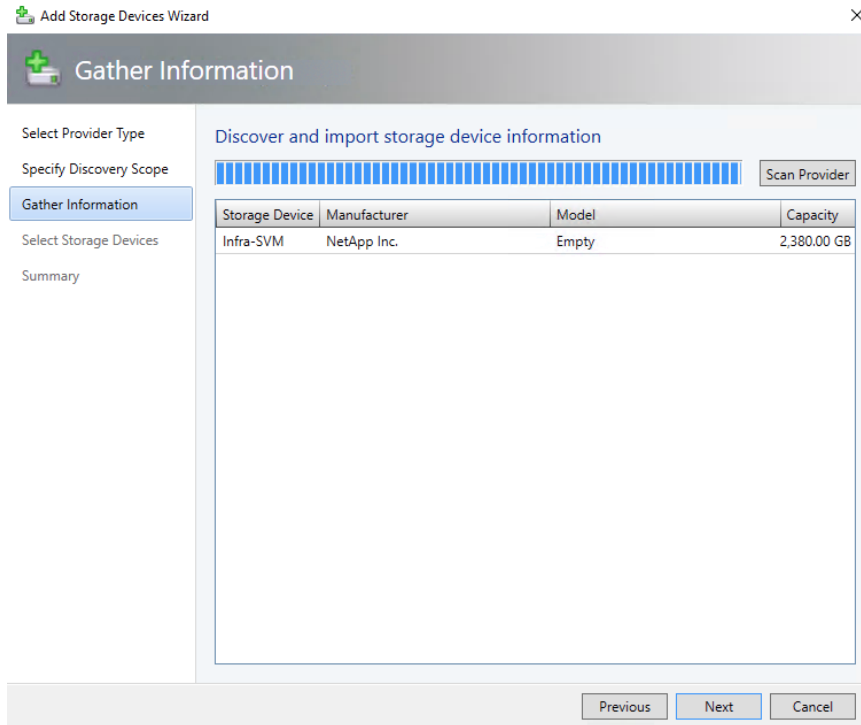 Add Storage Devices Wizard
Gather Information
Select Provider Type
Specify Discovery Scope
Gather Information
Select Storage Devices
Summary
Discover and import storage device information
Scan Provider
Storage Device Manufacturer Model Capacity
Infra-SVM NetApp Inc. Empty 2,380.00 GB
Previous Next Cancel